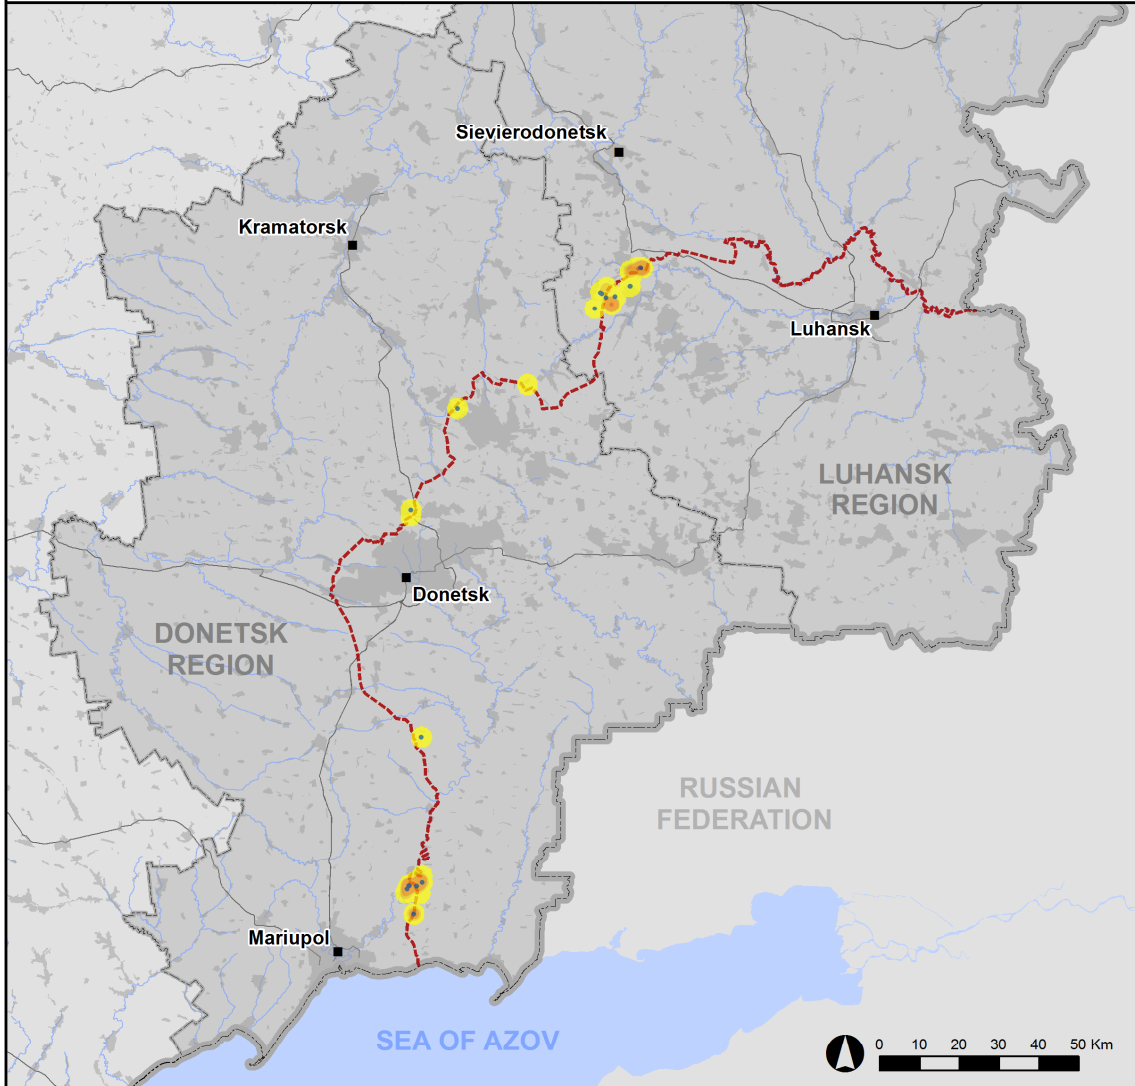 Sievierodonetsk
Kramatorsk
Luhansk
LUHANSK
REGION
Donetsk
DONETSK
REGION
RUSSIAN
FEDERATION
Mariupol
SEA OF AZOV
0 10 20 30 40 50 Km